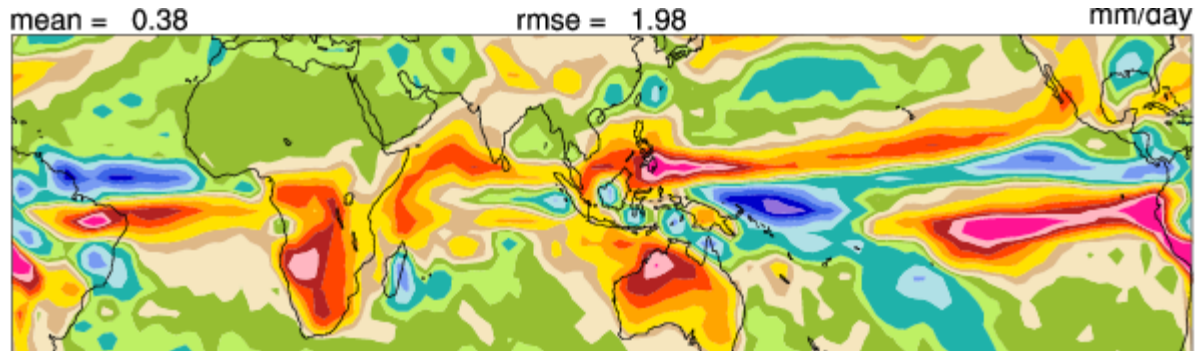 mean = 0.38 rmse = 1.98 mm/day